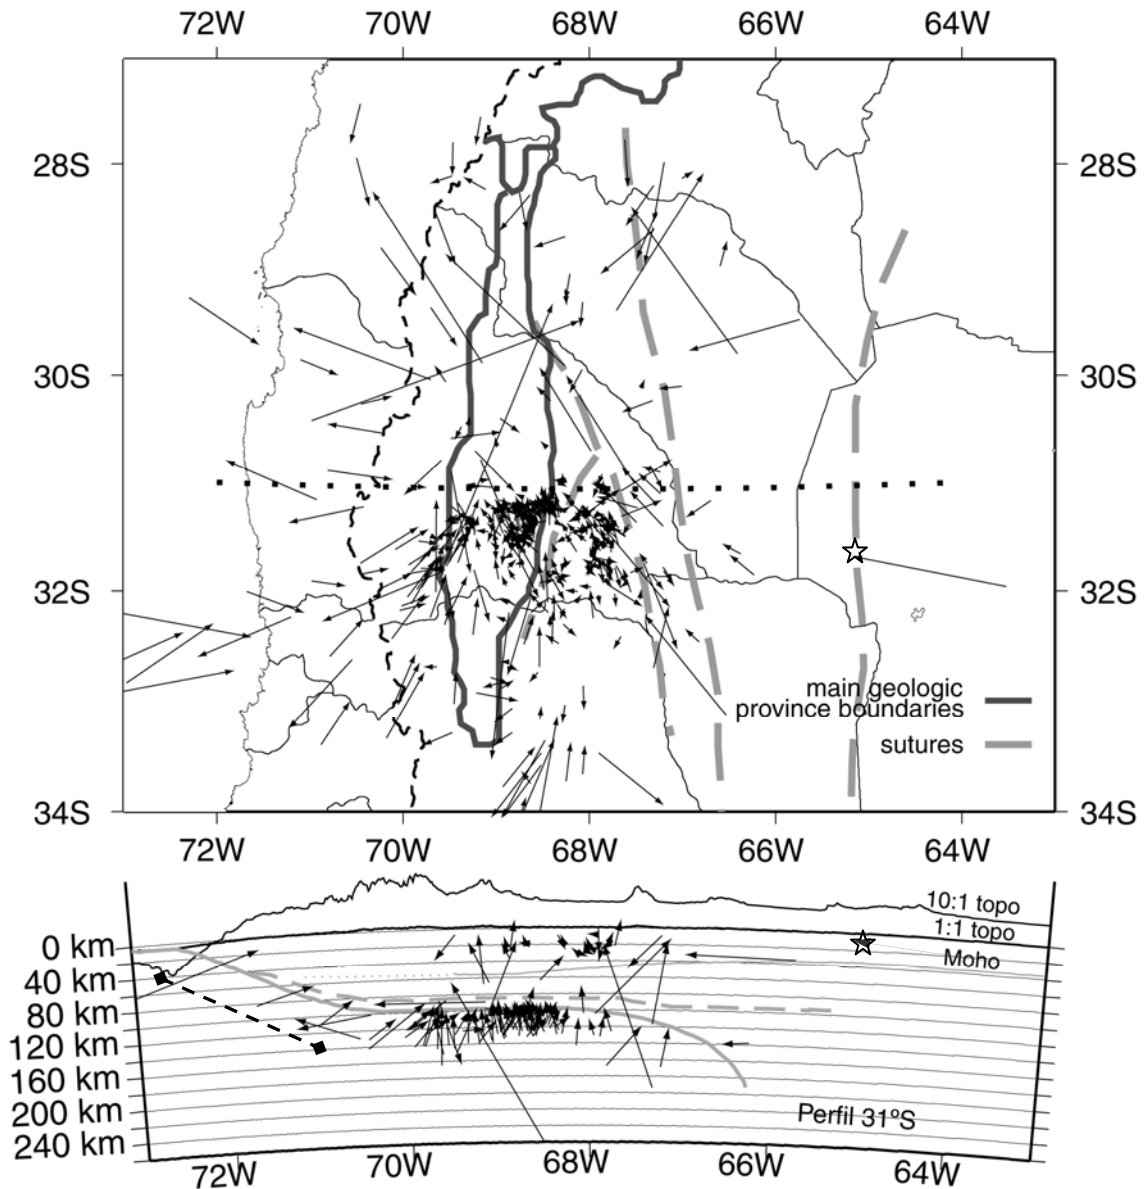 72W 70W 68W 66W 64W
28S 28S
30S 30S
32S 32S
main geologic
province boundaries
sutures
34S 34S
72W 70W 68W 66W 64W
10:1 topo
1:1 topo
0 km
Moho
40 km
80 km
120 km
160 km
200 km
Perfil 31ºS
240 km
72W 70W 68W 66W 64W